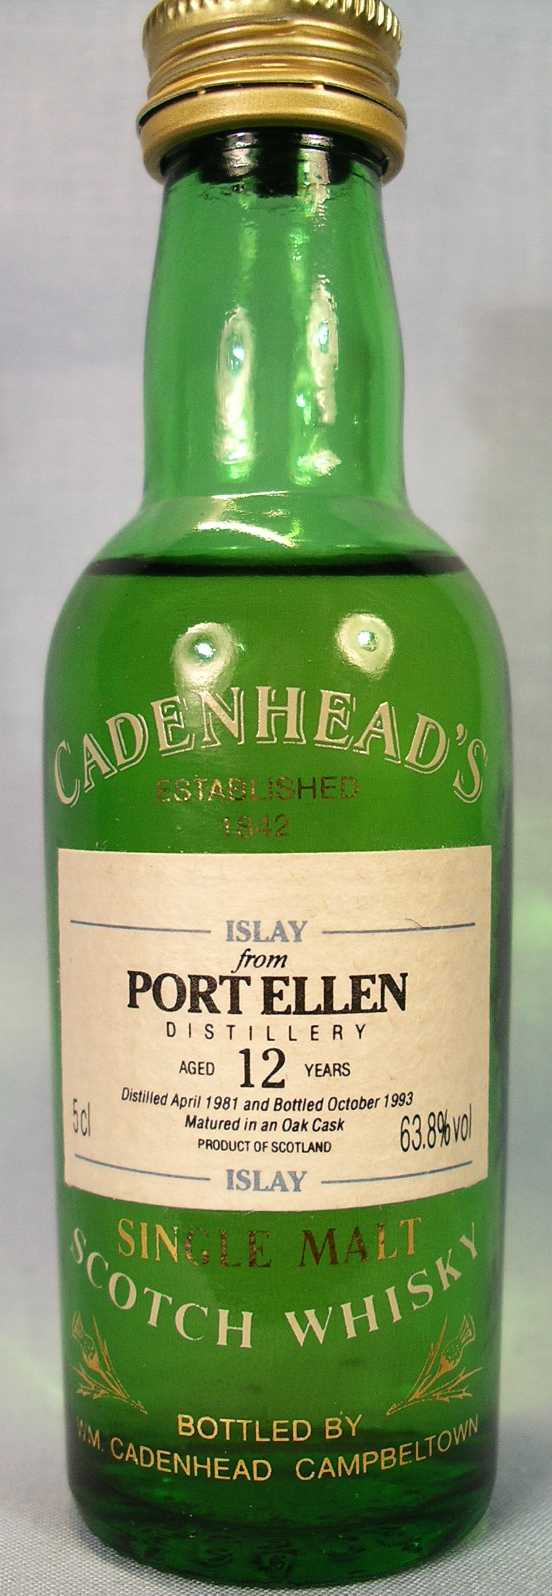 CADENHEAD'S
ESTABLISHED
1842
ISLAY
from
PORT ELLEN
DISTILLERY
AGED 12 YEARS
Distilled April 1981 and Bottled October 1993
Matured in an Oak Cask
5cl
63.8%vol
PRODUCT OF SCOTLAND
ISLAY
SINGLE MALT
SCOTCH WHISKY
BOTTLED BY
WM. CADENHEAD CAMPBELTOWN